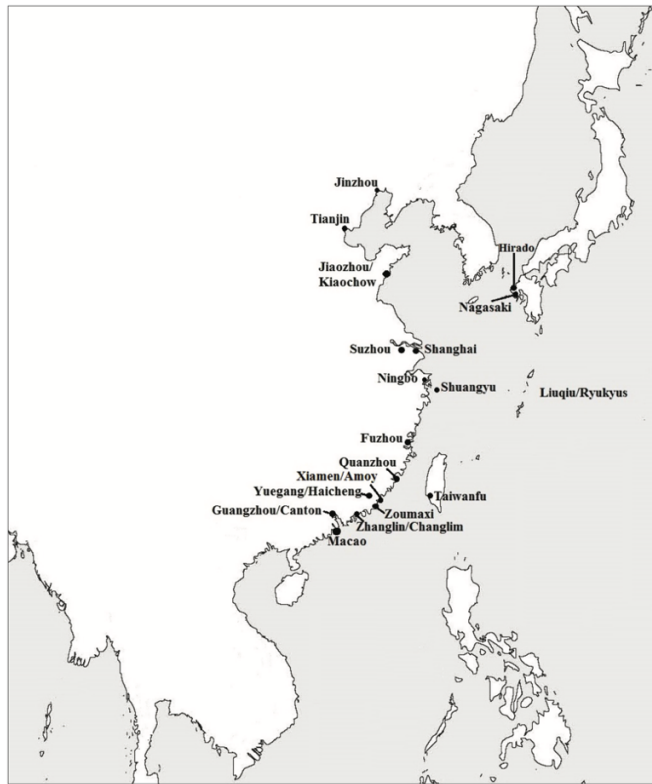 Jinzhou
Tianjin
Hirado
Jiaozhou/
Kiaochow
Nagasaki
Suzhou
Shanghai
Ningbo
Shuangyu
Liuqiu/Ryukyus
Fuzhou
Quanzhou
Xiamen/Amoy
Yuegang/Haicheng
Taiwanfu
Guangzhou/Canton
Zoumaxi
Zhanglin/Changlim
Macao